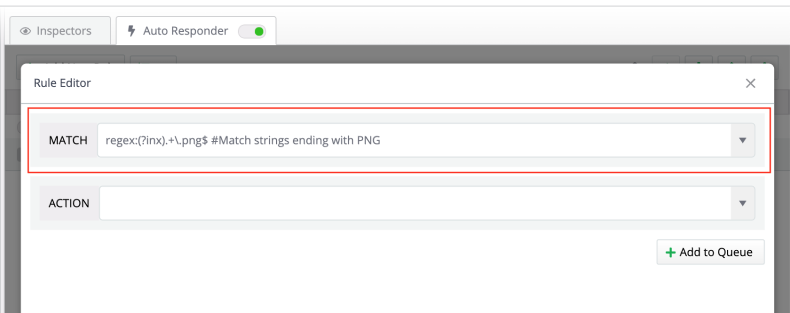 Inspectors
Auto Responder
Rule Editor
MATCH regex:(?inx).+\.png$ #Match strings ending with PNG
ACTION
+ Add to Queue